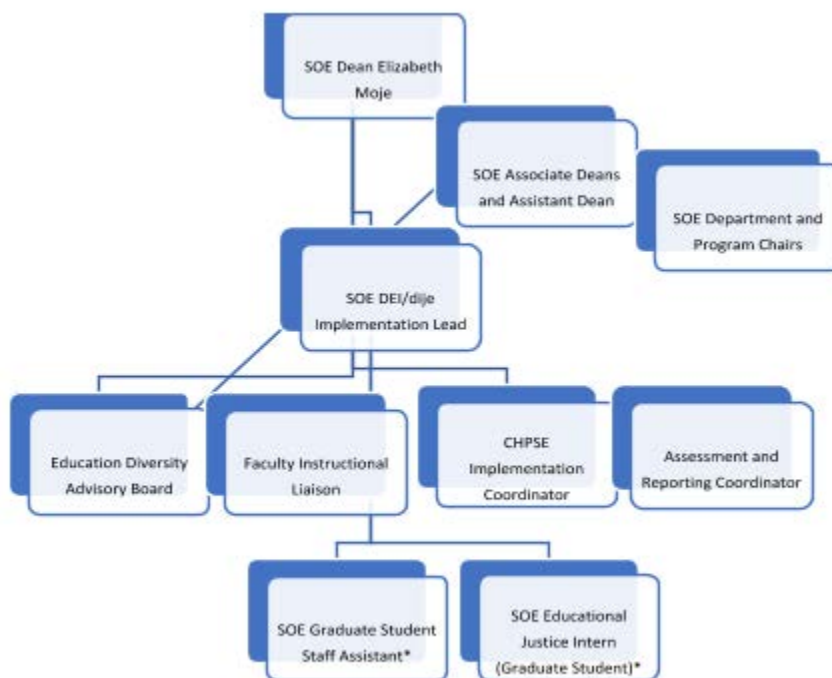 SOE Dean Elizabeth
Moje
SOE Associate Deans
and Assistant Dean
SOE Department and
Program Chairs
SOE DEI/dije
Implementation Lead
Education Diversity
Advisory Board
Faculty Instructional
Liaison
CHPSE
Implementation
Coordinator
Assessment and
Reporting Coordinator
SOE Graduate Student
Staff Assistant*
SOE Educational
Justice Intern
(Graduate Student)*